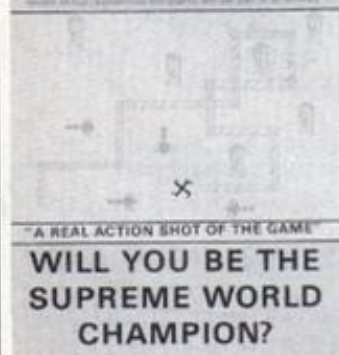 "A REAL ACTION SHOT OF THE GAME"
WILL YOU BE THE
SUPREME WORLD
CHAMPION?